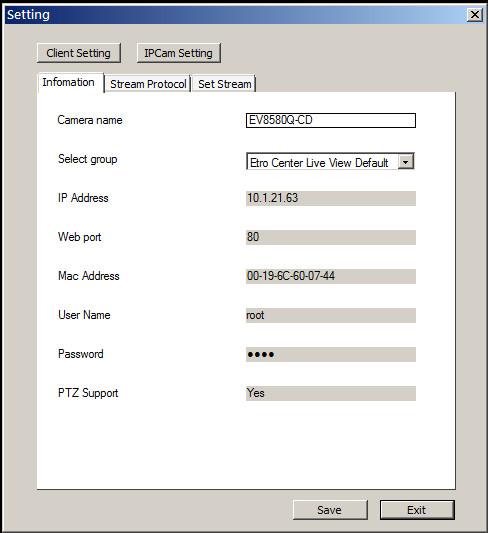 Setting
Client Setting IPCam Setting
Infomation Stream Protocol Set Stream
Camera name EV8580Q-CD
Select group Etro Center Live View Default
IP Address 10.1.21.63
Web port 80
Mac Address 00-19-6C-60-07-44
User Name root
Password ●●●●
PTZ Support Yes
Save Exit